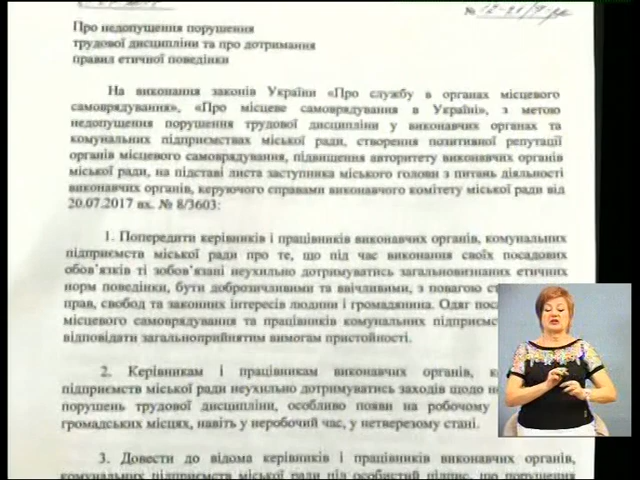 № 12-21/9-рк
Про недопущення порушення
трудової дисципліни та про дотримання
правил етичної поведінки
На виконання законів України «Про службу в органах місцевого
самоврядування», «Про місцеве самоврядування в Україні», з метою
недопущення порушення трудової дисципліни у виконавчих органах та
комунальних підприємствах міської ради, створення позитивної репутації
органів місцевого самоврядування, підвищення авторитету виконавчих органів
міської ради, на підставі листа заступника міського голови з питань діяльності
виконавчих органів, керуючого справами виконавчого комітету міської ради від
20.07.2017 вх. № 8/3603:
1. Попередити керівників і працівників виконавчих органів, комунальних
підприємств міської ради про те, що під час виконання своїх посадових
обов'язків ті зобов'язані неухильно дотримуватись загальновизнаних етичних
норм поведінки, бути доброзичливими та ввічливими, з повагою
прав, свобод та законних інтересів людини і громадянина. Одяг
місцевого самоврядування та працівників комунальних
відповідати загальноприйнятим вимогам пристойності.
2. Керівникам і працівникам виконавчих органів,
підприємств міської ради неухильно дотримуватись заходів щодо
порушень трудової дисципліни, особливо появи на робочому
громадських місцях, навіть у неробочий час, у нетверезому стані.
3. Довести до відома керівників і працівників виконавчих органів,
комунальних підприємств міської ради під особистий підпис, що порушення